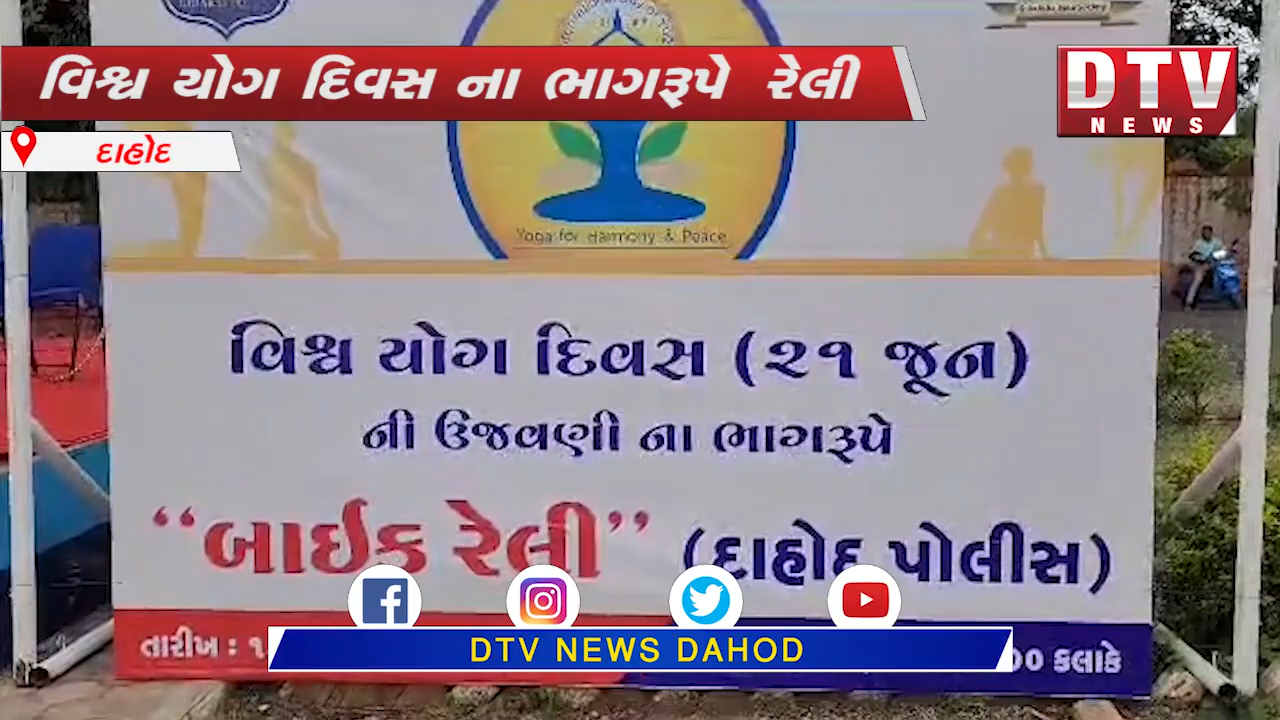 વિશ્વ યોગ દિવસ ના ભાગરૂપે રેલી
DTV
NEWS
દાહોદ
Yoga for Harmony & Peace
વિશ્વ યોગ દિવસ (૨૧ જૂન)
ની ઉજવણી ના ભાગરૂપે
“બાઈક રેલી” (દાહોદ પોલીસ)
તારીખ :
કલાકે
DTV NEWS DAHOD